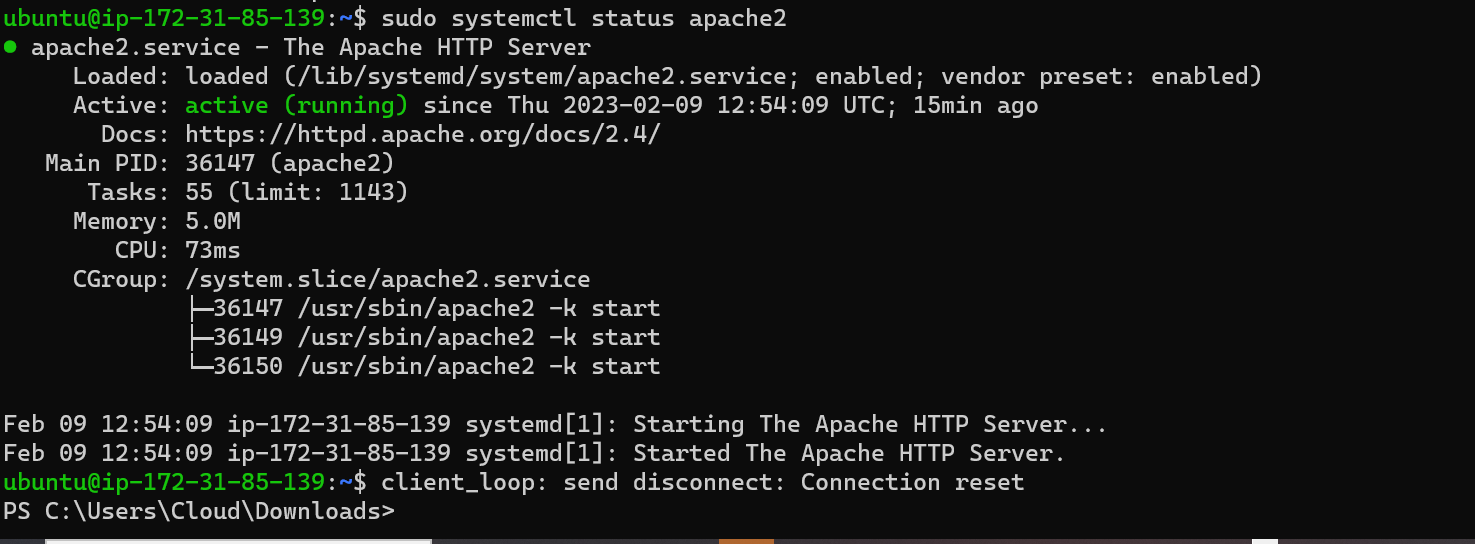 ubuntu@ip-172-31-85-139:~$ sudo systemctl status apache2
● apache2.service - The Apache HTTP Server
     Loaded: loaded (/lib/systemd/system/apache2.service; enabled; vendor preset: enabled)
     Active: active (running) since Thu 2023-02-09 12:54:09 UTC; 15min ago
       Docs: https://httpd.apache.org/docs/2.4/
   Main PID: 36147 (apache2)
      Tasks: 55 (limit: 1143)
     Memory: 5.0M
        CPU: 73ms
     CGroup: /system.slice/apache2.service
             ├─36147 /usr/sbin/apache2 -k start
             ├─36149 /usr/sbin/apache2 -k start
             └─36150 /usr/sbin/apache2 -k start
Feb 09 12:54:09 ip-172-31-85-139 systemd[1]: Starting The Apache HTTP Server...
Feb 09 12:54:09 ip-172-31-85-139 systemd[1]: Started The Apache HTTP Server.
ubuntu@ip-172-31-85-139:~$ client_loop: send disconnect: Connection reset
PS C:\Users\Cloud\Downloads>